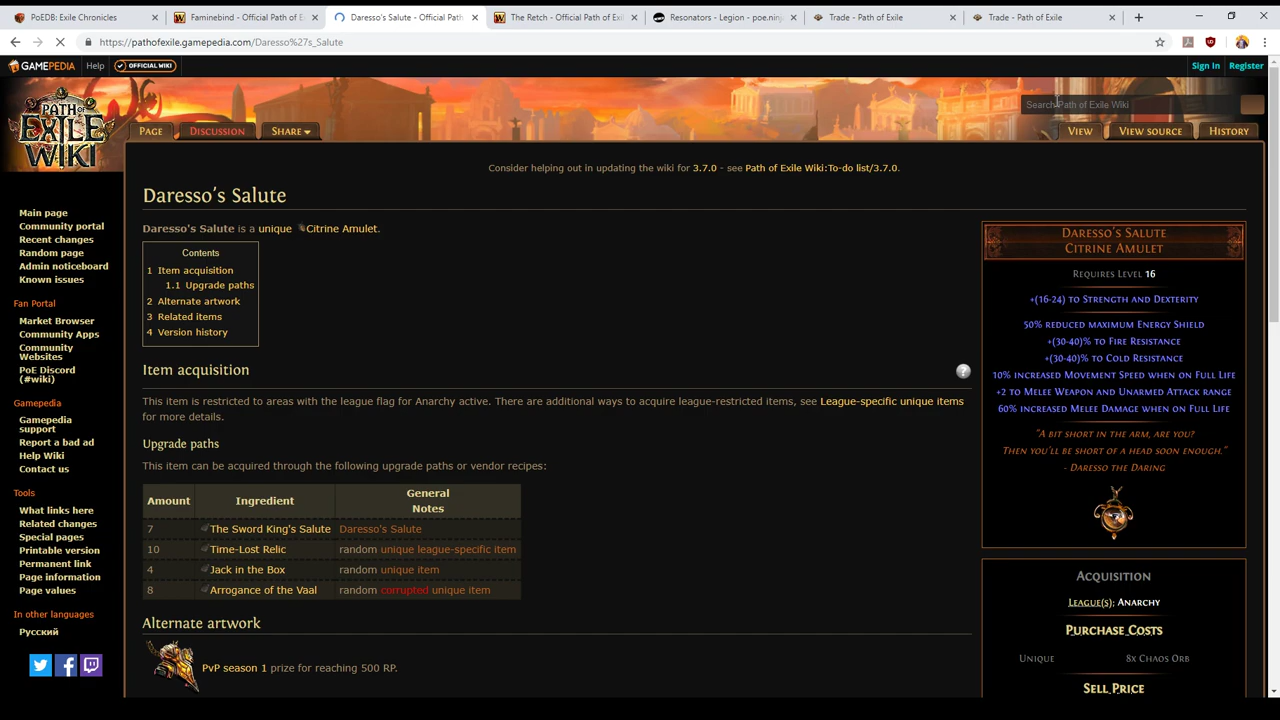 PoEDB: Exile Chronicles
Faminebind - Official Path of E
Daresso's Salute - Official Path
The Retch - Official Path of Exil
Resonators - Legion - poe.ninj
Trade - Path of Exile
Trade - Path of Exile
https://pathofexile.gamepedia.com/Daresso%27s_Salute
GAMEPEDIA
Help
OFFICIAL WIKI
Sign In
Register
PATH OF EXILE WIKI
Search Path of Exile Wiki
PAGE
DISCUSSION
SHARE
VIEW
VIEW SOURCE
HISTORY
Consider helping out in updating the wiki for 3.7.0 - see Path of Exile Wiki:To-do list/3.7.0.
Daresso's Salute
Daresso's Salute is a unique Citrine Amulet.
Contents
1 Item acquisition
1.1 Upgrade paths
2 Alternate artwork
3 Related items
4 Version history
Item acquisition
?
This item is restricted to areas with the league flag for Anarchy active. There are additional ways to acquire league-restricted items, see League-specific unique items
for more details.
Upgrade paths
This item can be acquired through the following upgrade paths or vendor recipes:
Amount Ingredient General Notes
7 The Sword King's Salute Daresso's Salute
10 Time-Lost Relic random unique league-specific item
4 Jack in the Box random unique item
8 Arrogance of the Vaal random corrupted unique item
Alternate artwork
PvP season 1 prize for reaching 500 RP.
Main page
Community portal
Recent changes
Random page
Admin noticeboard
Known issues
Fan Portal
Market Browser
Community Apps
Community
Websites
PoE Discord
(#wiki)
Gamepedia
Gamepedia
support
Report a bad ad
Help Wiki
Contact us
Tools
What links here
Related changes
Special pages
Printable version
Permanent link
Page information
Page values
In other languages
Русский
DARESSO'S SALUTE
CITRINE AMULET
REQUIRES LEVEL 16
+(16-24) TO STRENGTH AND DEXTERITY
50% REDUCED MAXIMUM ENERGY SHIELD
+(30-40)% TO FIRE RESISTANCE
+(30-40)% TO COLD RESISTANCE
10% INCREASED MOVEMENT SPEED WHEN ON FULL LIFE
+2 TO MELEE WEAPON AND UNARMED ATTACK RANGE
60% INCREASED MELEE DAMAGE WHEN ON FULL LIFE
"A BIT SHORT IN THE ARM, ARE YOU?
THEN YOU'LL BE SHORT OF A HEAD SOON ENOUGH."
- DARESSO THE DARING
ACQUISITION
LEAGUE(S): ANARCHY
PURCHASE COSTS
UNIQUE 8X CHAOS ORB
SELL PRICE